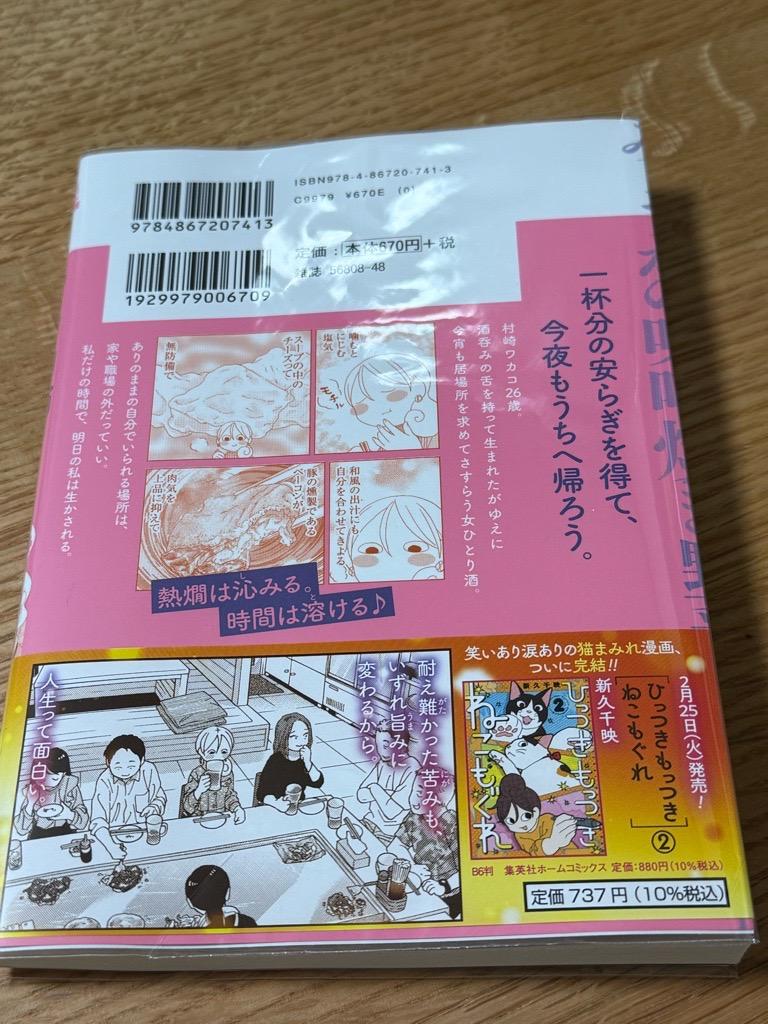 ISBN978-4-86720-741-3
C9979 ¥670E (0)
9784867207413
定価：本体670円＋税
雑誌 56808-48
1929979006709
一杯分の安らぎを得て、
今夜もうちへ帰ろう。
村崎ワカコ26歳。
酒呑みの舌を持って生まれたがゆえに
今宵も居場所を求めてさすらう女ひとり酒。
噛むもと
にじむ
塩気
モチル
スープの中の
チーズって
無防備で
和風の出汁にも
自分を合わせてきよる
豚の燻製である
ベーコンが
肉気を
上品に抑えて
ありのままの自分でいられる場所は、
家や職場の外だっていい。
私だけの時間で、明日の私は生かされる。
熱燗は沁みる。
時間は溶ける♪
耐え難かった苦みも、
いずれ旨みに
変わるから。
人生って面白い。
笑いあり涙ありの猫まみれ漫画、
ついに完結!!
2月25日(火)発売！
ひっつきもっつき
ねこもぐれ
②
新久千映
新久千映
ひっつきもっつき
ねこもぐれ
2
B6判 集英社ホームコミックス 定価：880円(10％税込)
定価 737円（10％税込）